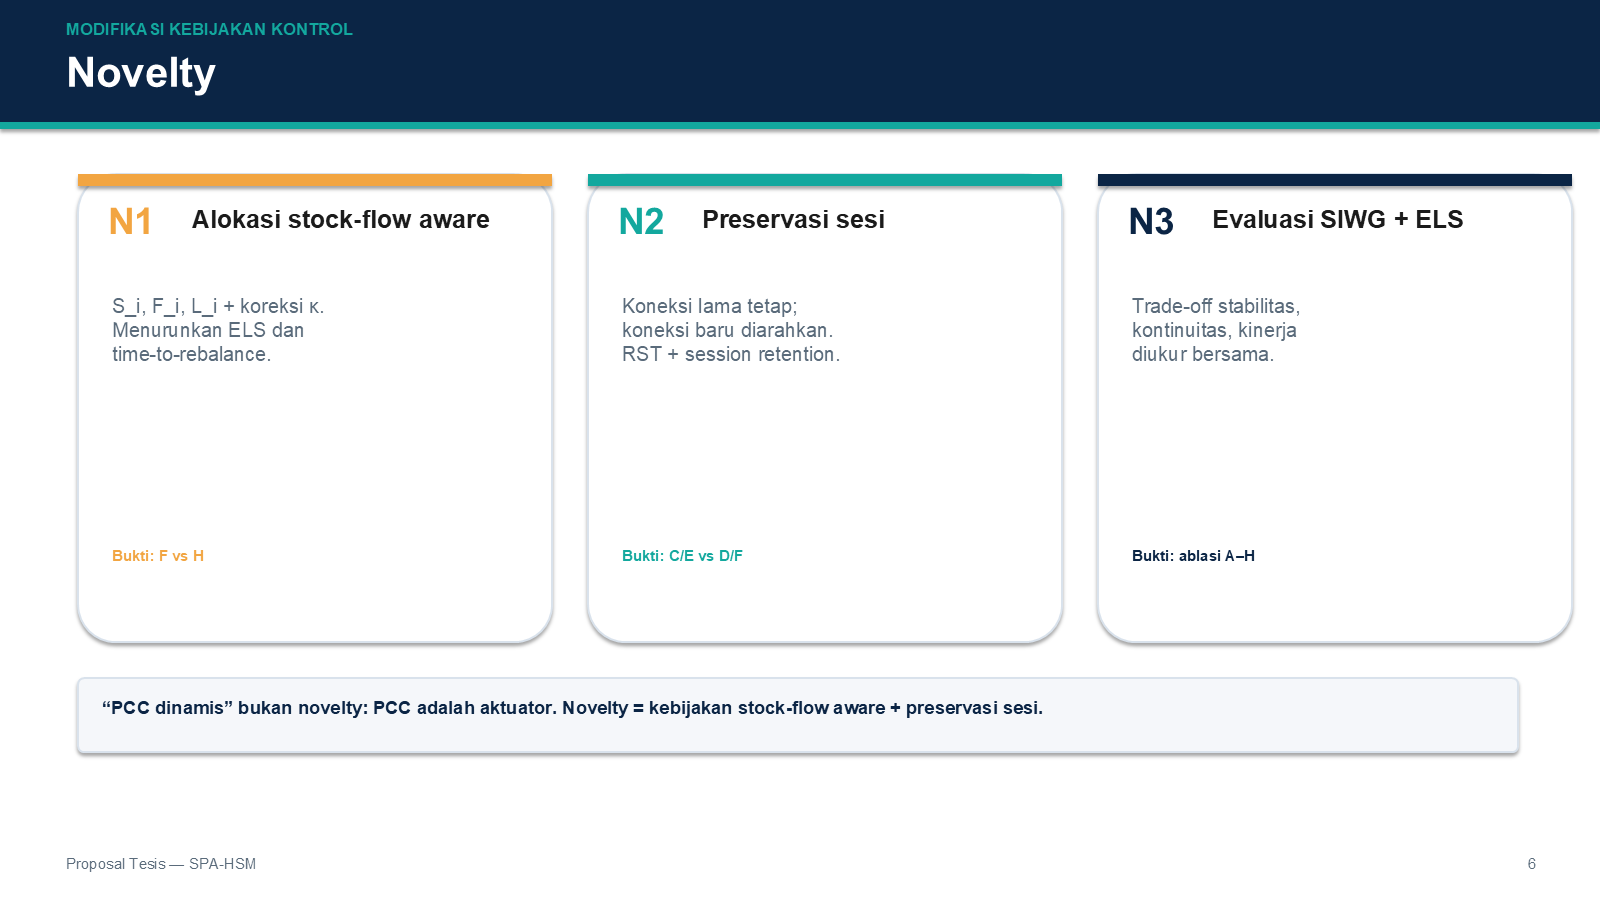 MODIFIKASI KEBIJAKAN KONTROL
Novelty
N1 Alokasi stock-flow aware
S_i, F_i, L_i + koreksi κ.
Menurunkan ELS dan
time-to-rebalance.
Bukti: F vs H
N2 Preservasi sesi
Koneksi lama tetap;
koneksi baru diarahkan.
RST + session retention.
Bukti: C/E vs D/F
N3 Evaluasi SIWG + ELS
Trade-off stabilitas,
kontinuitas, kinerja
diukur bersama.
Bukti: ablasi A–H
“PCC dinamis” bukan novelty: PCC adalah aktuator. Novelty = kebijakan stock-flow aware + preservasi sesi.
Proposal Tesis — SPA-HSM
6